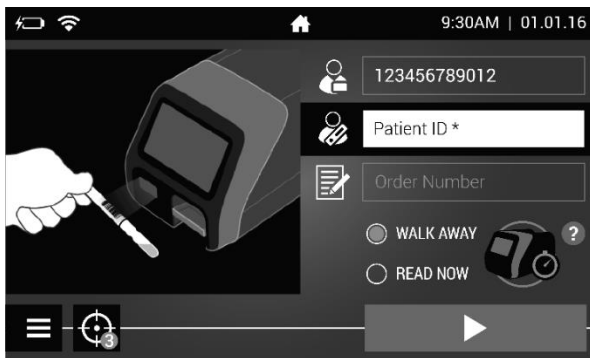 9:30AM | 01.01.16
123456789012
Patient ID *
Order Number
WALK AWAY
?
READ NOW
3